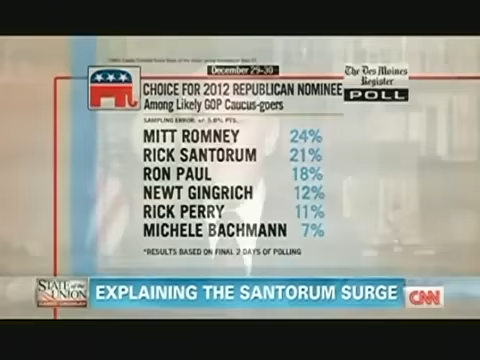 December 29-30
CHOICE FOR 2012 REPUBLICAN NOMINEE
Among Likely GOP Caucus-goers
The Des Moines
Register
POLL
SAMPLING ERROR: +/- 5.6% PTS.
MITT ROMNEY 24%
RICK SANTORUM 21%
RON PAUL 18%
NEWT GINGRICH 12%
RICK PERRY 11%
MICHELE BACHMANN 7%
*RESULTS BASED ON FINAL 2 DAYS OF POLLING
STATE of the
UNION
EXPLAINING THE SANTORUM SURGE
CNN